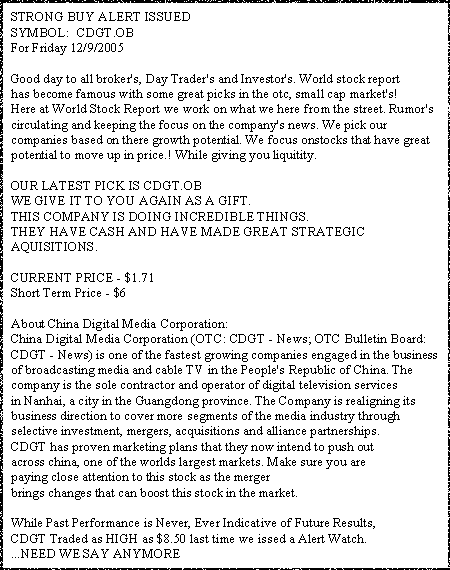 STRONG BUY ALERT ISSUED
SYMBOL: CDGT.OB
For Friday 12/9/2005
Good day to all broker's, Day Trader's and Investor's. World stock report
has become famous with some great picks in the otc, small cap market's!
Here at World Stock Report we work on what we here from the street. Rumor's
circulating and keeping the focus on the company's news. We pick our
companies based on there growth potential. We focus onstocks that have great
potential to move up in price.! While giving you liquitity.
OUR LATEST PICK IS CDGT.OB
WE GIVE IT TO YOU AGAIN AS A GIFT.
THIS COMPANY IS DOING INCREDIBLE THINGS.
THEY HAVE CASH AND HAVE MADE GREAT STRATEGIC
AQUISITIONS.
CURRENT PRICE - $1.71
Short Term Price - $6
About China Digital Media Corporation:
China Digital Media Corporation (OTC: CDGT - News; OTC Bulletin Board:
CDGT - News) is one of the fastest growing companies engaged in the business
of broadcasting media and cable TV in the People's Republic of China. The
company is the sole contractor and operator of digital television services
in Nanhai, a city in the Guangdong province. The Company is realigning its
business direction to cover more segments of the media industry through
selective investment, mergers, acquisitions and alliance partnerships.
CDGT has proven marketing plans that they now intend to push out
across china, one of the worlds largest markets. Make sure you are
paying close attention to this stock as the merger
brings changes that can boost this stock in the market.
While Past Performance is Never, Ever Indicative of Future Results,
CDGT Traded as HIGH as $8.50 last time we issed a Alert Watch.
...NEED WE SAY ANYMORE